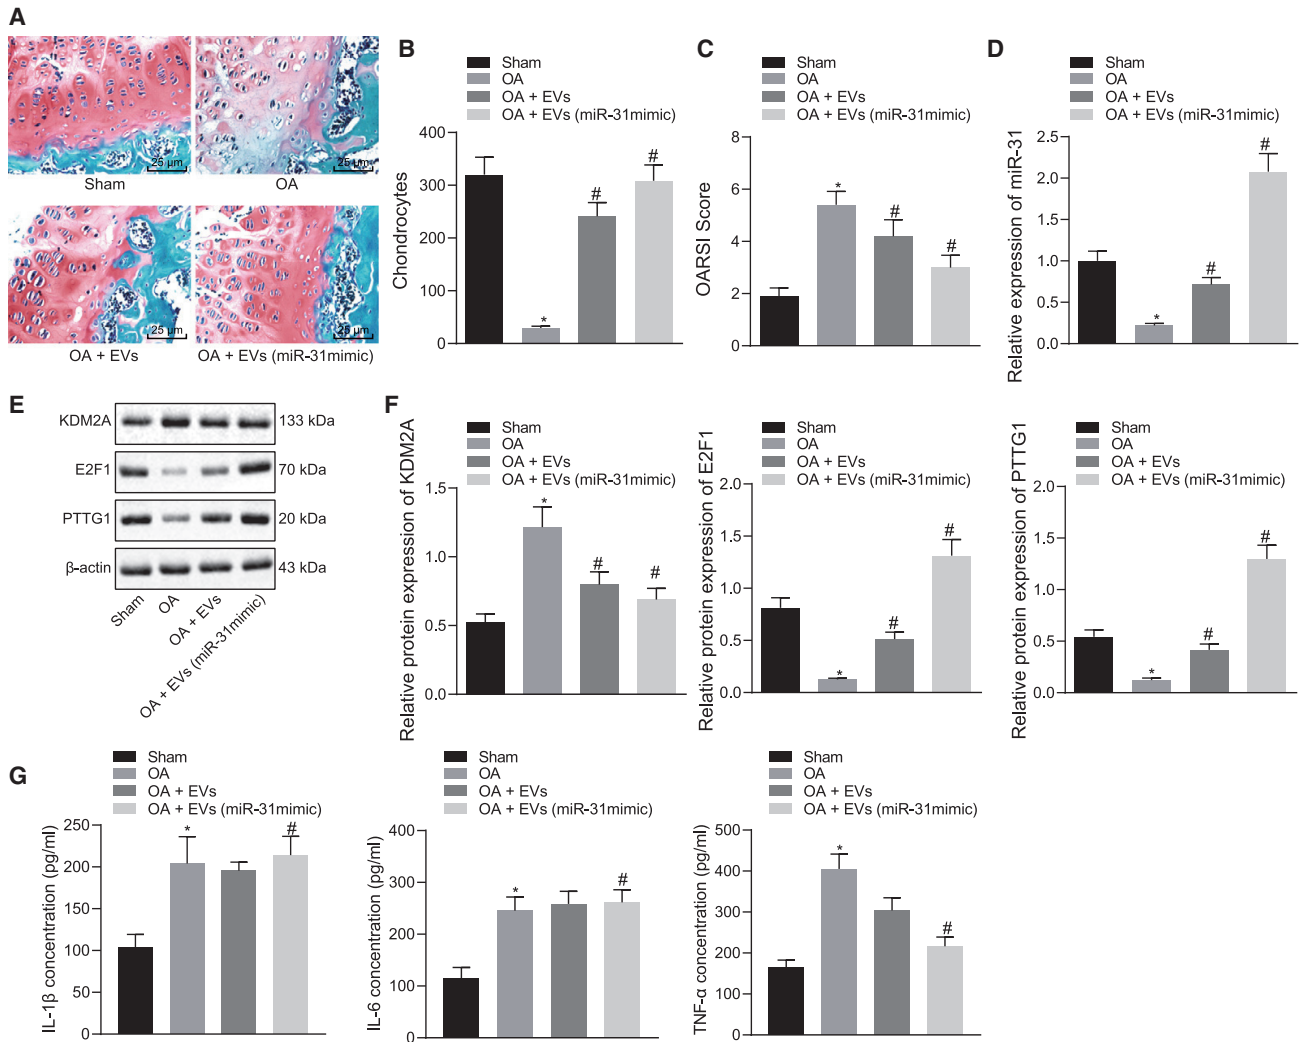 A
25 µm
25 µm
Sham
OA
25 µm
25 µm
OA + EVs
OA + EVs (miR-31mimic)
B
Sham
OA
OA + EVs
OA + EVs (miR-31mimic)
Chondrocytes
400
300
200
100
0
*
#
#
C
Sham
OA
OA + EVs
OA + EVs (miR-31mimic)
OARSI Score
8
6
4
2
0
*
#
#
D
Sham
OA
OA + EVs
OA + EVs (miR-31mimic)
Relative expression of miR-31
2.5
2.0
1.5
1.0
0.5
0.0
*
#
#
E
KDM2A
133 kDa
E2F1
70 kDa
PTTG1
20 kDa
β-actin
43 kDa
Sham
OA
OA + EVs
OA + EVs (miR-31mimic)
F
Sham
OA
OA + EVs
OA + EVs (miR-31mimic)
Relative protein expression of KDM2A
1.5
1.0
0.5
0.0
*
#
#
Sham
OA
OA + EVs
OA + EVs (miR-31mimic)
Relative protein expression of E2F1
2.0
1.5
1.0
0.5
0.0
*
#
#
Sham
OA
OA + EVs
OA + EVs (miR-31mimic)
Relative protein expression of PTTG1
2.0
1.5
1.0
0.5
0.0
*
#
#
G
Sham
OA
OA + EVs
OA + EVs (miR-31mimic)
IL-1β concentration (pg/ml)
250
200
150
100
50
0
*
#
Sham
OA
OA + EVs
OA + EVs (miR-31mimic)
IL-6 concentration (pg/ml)
400
300
200
100
0
*
#
Sham
OA
OA + EVs
OA + EVs (miR-31mimic)
TNF-α concentration (pg/ml)
500
400
300
200
100
0
*
#